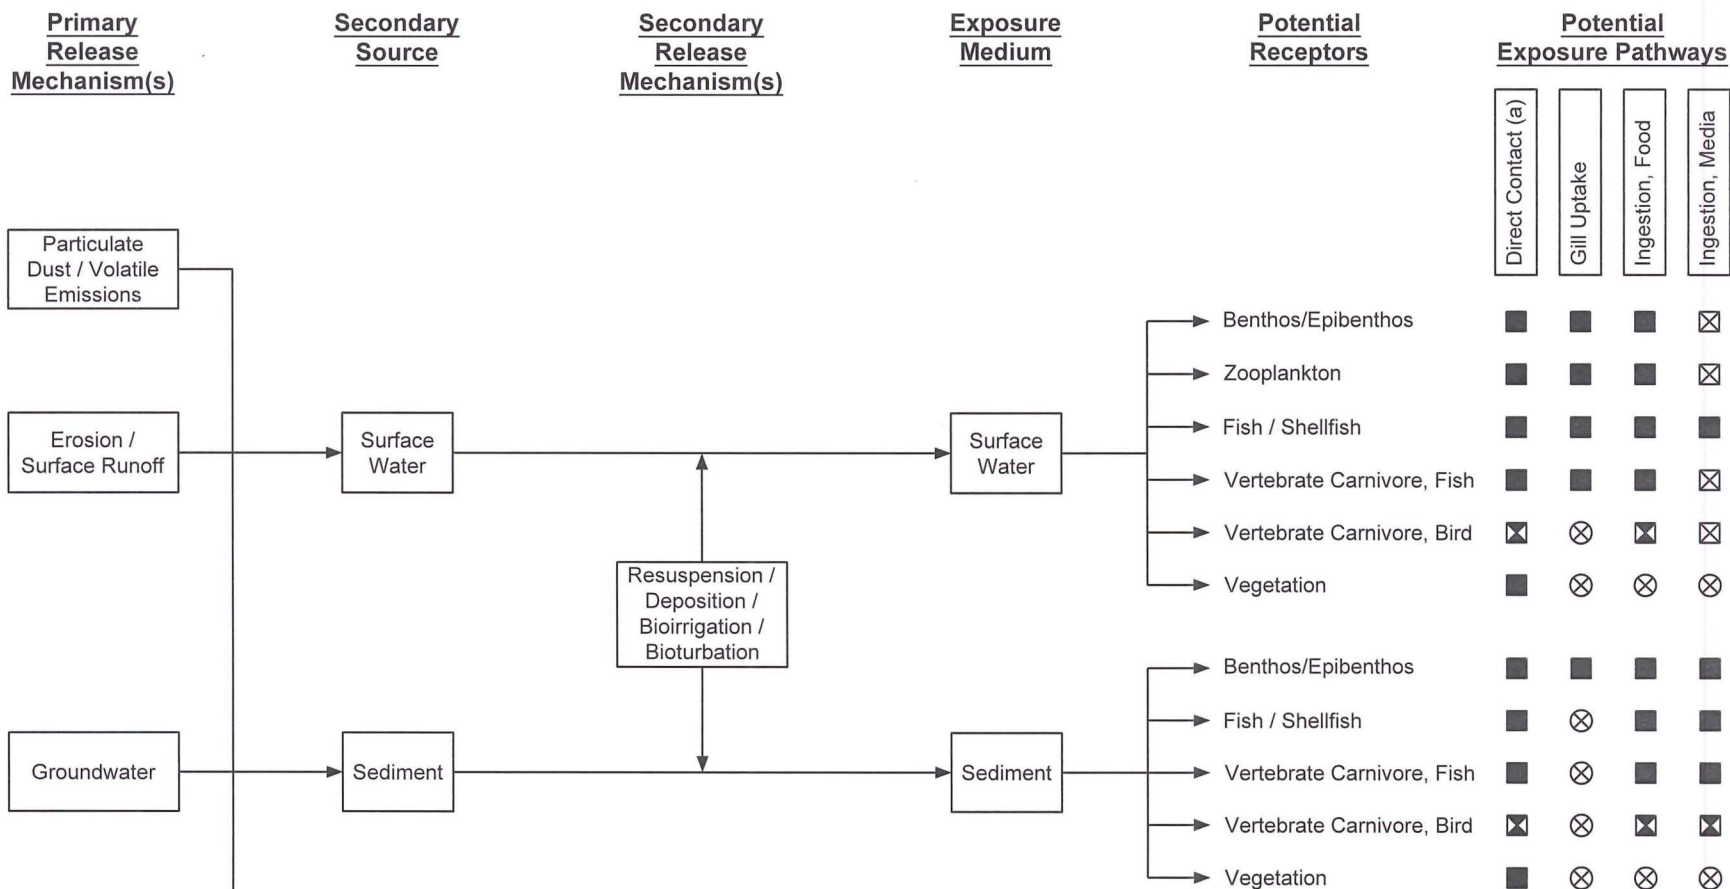 Primary
Release
Mechanism(s)
Secondary
Source
Secondary
Release
Mechanism(s)
Exposure
Medium
Potential
Receptors
Potential
Exposure Pathways
Direct Contact (a)
Gill Uptake
Ingestion, Food
Ingestion, Media
Particulate
Dust / Volatile
Emissions
Erosion /
Surface Runoff
Surface
Water
Surface
Water
Benthos/Epibenthos
Zooplankton
Fish / Shellfish
Vertebrate Carnivore, Fish
Vertebrate Carnivore, Bird
Vegetation
Resuspension /
Deposition /
Bioirrigation /
Bioturbation
Groundwater
Sediment
Sediment
Benthos/Epibenthos
Fish / Shellfish
Vertebrate Carnivore, Fish
Vertebrate Carnivore, Bird
Vegetation